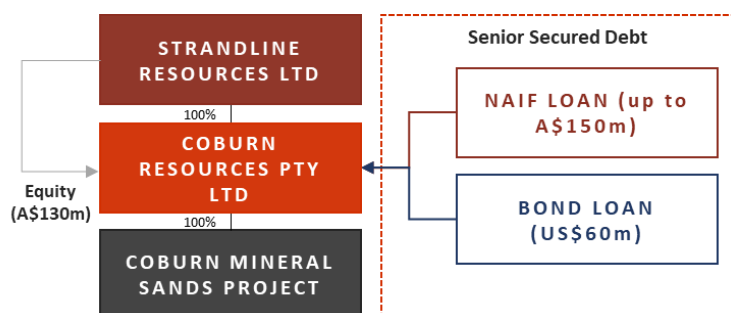 STRANDLINE
RESOURCES LTD
100%
COBURN
RESOURCES PTY
LTD
Equity
(A$130m)
100%
COBURN MINERAL
SANDS PROJECT
Senior Secured Debt
NAIF LOAN (up to
A$150m)
BOND LOAN
(US$60m)